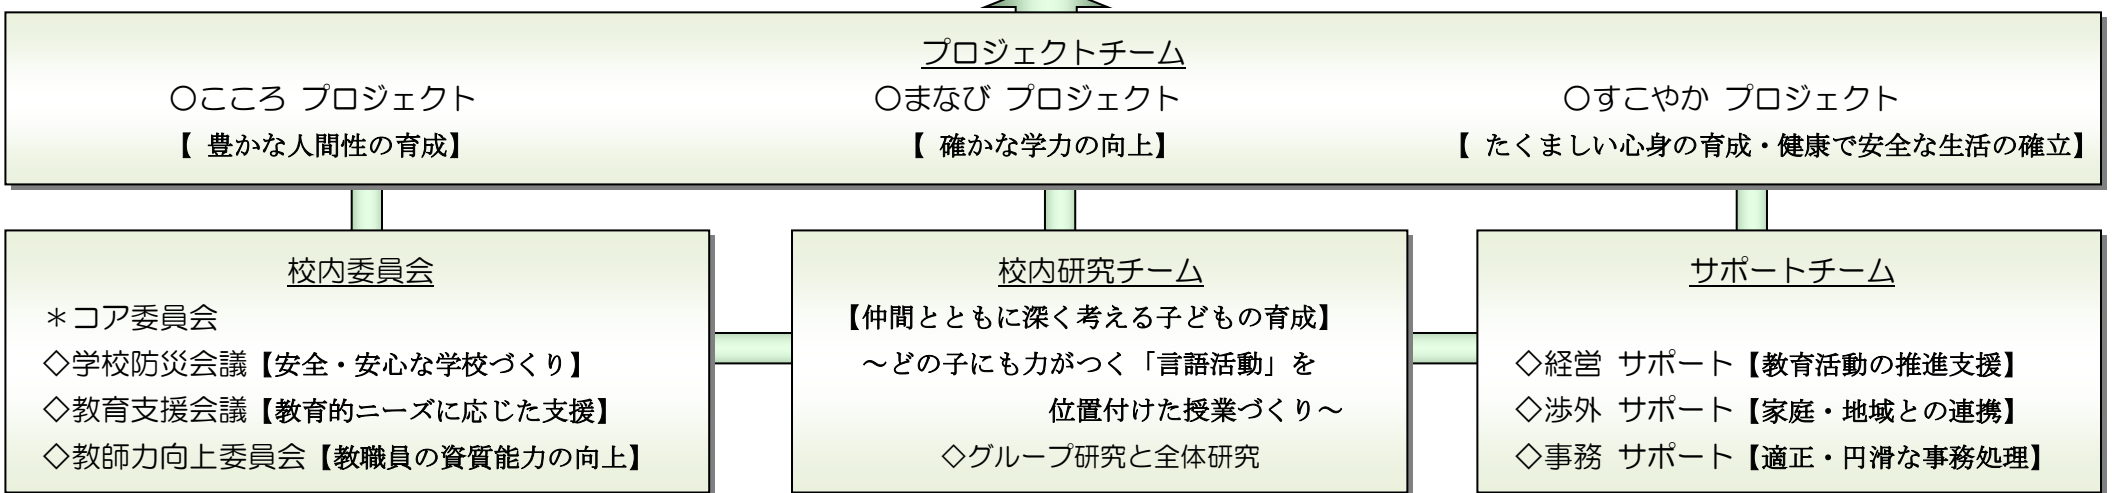 プロジェクトチーム
○こころ プロジェクト
【 豊かな人間性の育成】
○まなび プロジェクト
【 確かな学力の向上】
○すこやか プロジェクト
【 たくましい心身の育成・健康で安全な生活の確立】
校内委員会
＊コア委員会
◇学校防災会議【安全・安心な学校づくり】
◇教育支援会議【教育的ニーズに応じた支援】
◇教師力向上委員会【教職員の資質能力の向上】
校内研究チーム
【仲間とともに深く考える子どもの育成】
～どの子にも力がつく「言語活動」を
位置付けた授業づくり～
◇グループ研究と全体研究
サポートチーム
◇経営 サポート【教育活動の推進支援】
◇渉外 サポート【家庭・地域との連携】
◇事務 サポート【適正・円滑な事務処理】